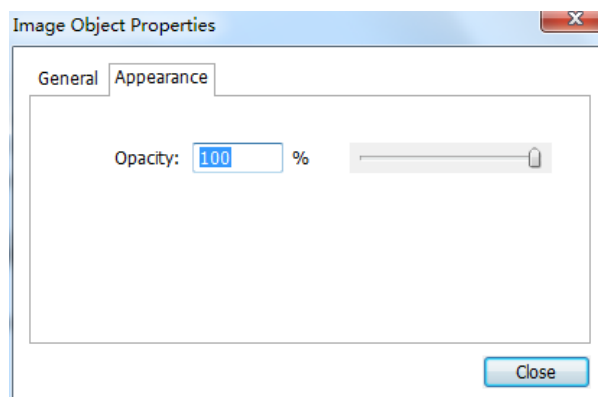 Image Object Properties
x
General Appearance
Opacity: 100 %
Close